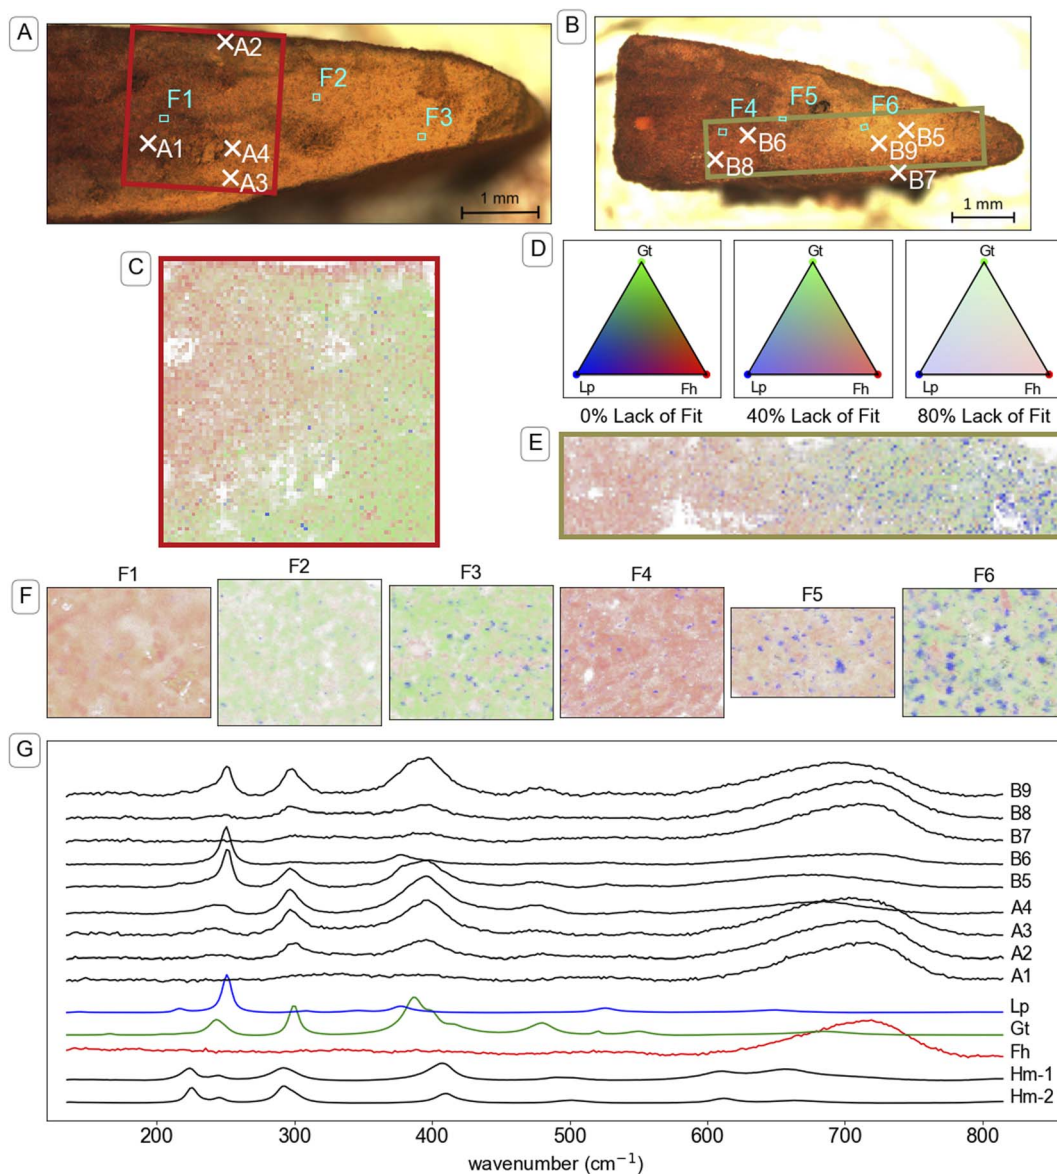 A
A2
F1
F2
F3
A1
A4
A3
1 mm
B
F4
F5
F6
B6
B5
B9
B8
B7
1 mm
C
D
Gt
Gt
Gt
Lp
Fh
Lp
Fh
Lp
Fh
0% Lack of Fit
40% Lack of Fit
80% Lack of Fit
E
F
F1
F2
F3
F4
F5
F6
G
B9
B8
B7
B6
B5
A4
A3
A2
A1
Lp
Gt
Fh
Hm-1
Hm-2
200
300
400
500
600
700
800
wavenumber (cm⁻¹)